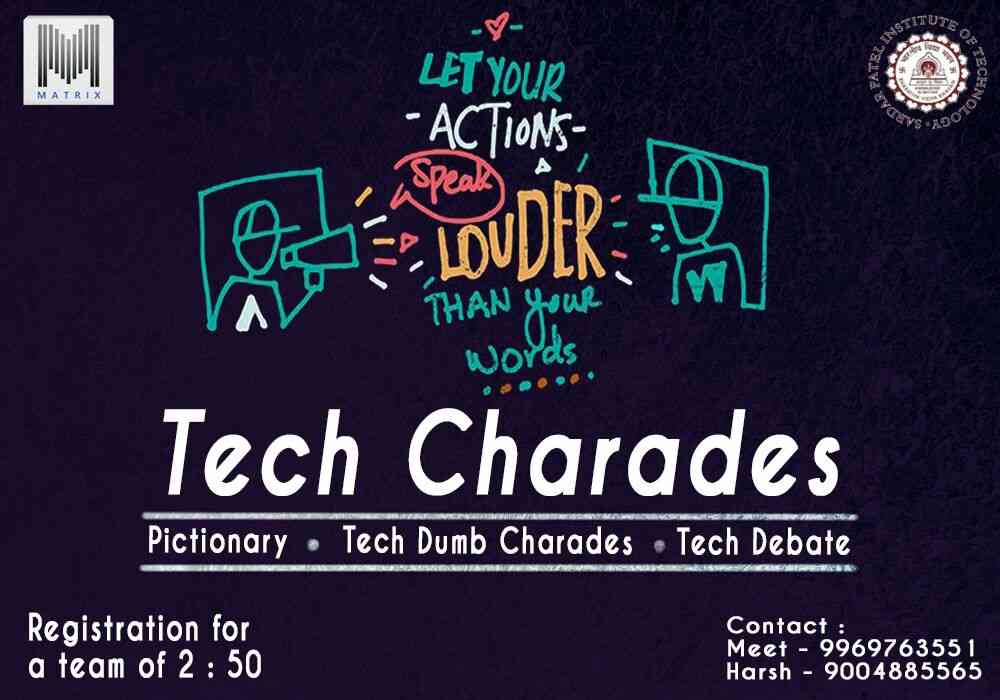 MATRIX
SARDAR PATEL INSTITUTE OF TECHNOLOGY
LET YOUR
- ACTIONS -
Speak
LOUDER
THAN your
words
Tech Charades
Pictionary • Tech Dumb Charades • Tech Debate
Registration for
a team of 2 : 50
Contact :
Meet - 9969763551
Harsh - 9004885565